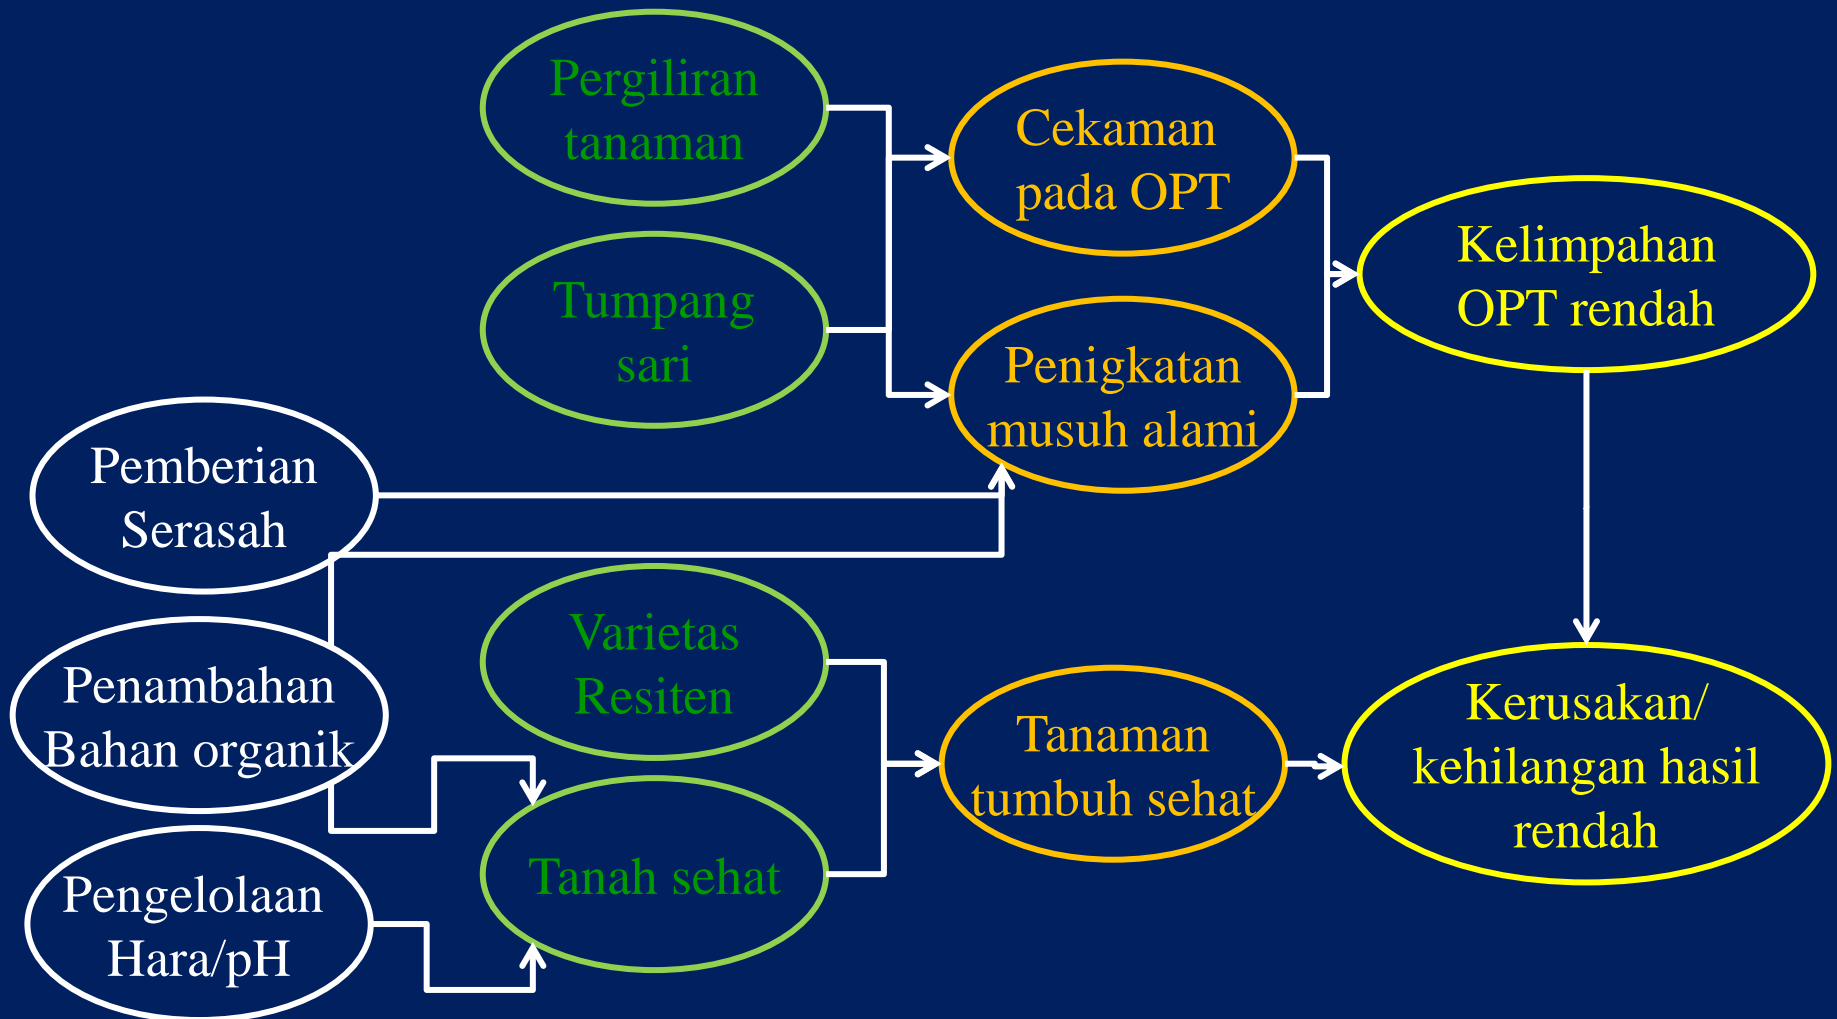 Pergiliran
tanaman
Cekaman
pada OPT
Kelimpahan
OPT rendah
Tumpang
sari
Penigkatan
musuh alami
Pemberian
Serasah
Varietas
Resiten
Penambahan
Bahan organik
Tanaman
tumbuh sehat
Kerusakan/
kehilangan hasil
rendah
Tanah sehat
Pengelolaan
Hara/pH